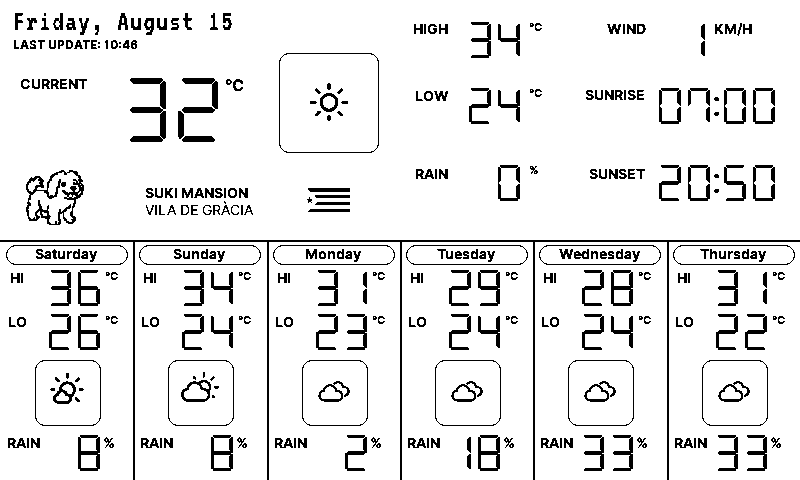 Friday, August 15
LAST UPDATE: 10:46
CURRENT 32 °C
HIGH 34 °C
LOW 24 °C
RAIN 0 %
WIND 1 KM/H
SUNRISE 07:00
SUNSET 20:50
SUKI MANSION
VILA DE GRÀCIA
Saturday
HI 36 °C
LO 26 °C
RAIN 8 %
Sunday
HI 34 °C
LO 24 °C
RAIN 8 %
Monday
HI 31 °C
LO 23 °C
RAIN 2 %
Tuesday
HI 29 °C
LO 24 °C
RAIN 18 %
Wednesday
HI 28 °C
LO 24 °C
RAIN 33 %
Thursday
HI 31 °C
LO 22 °C
RAIN 33 %